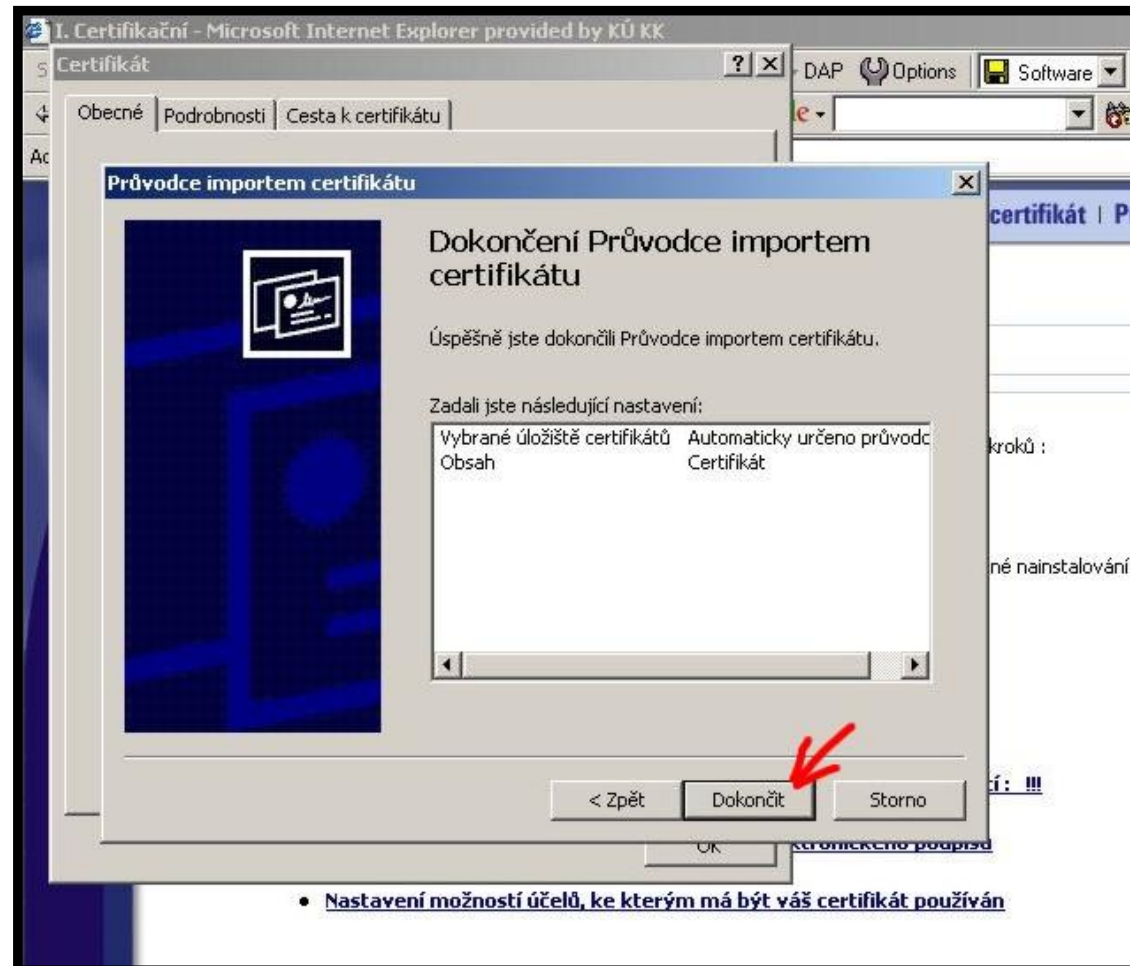 I. Certifikační - Microsoft Internet Explorer provided by KÚ KK
Certifikát
DAP Options Software
Obecné Podrobnosti Cesta k certifikátu
Průvodce importem certifikátu
certifikát | P
Dokončení Průvodce importem
certifikátu
Úspěšně jste dokončili Průvodce importem certifikátu.
Zadali jste následující nastavení:
Vybrané úložiště certifikátů Automaticky určeno průvodc
Obsah Certifikát
kroků :
né nainstalování
< Zpět Dokončit Storno
!!!
OK
Nastavení možností účelů, ke kterým má být váš certifikát používán